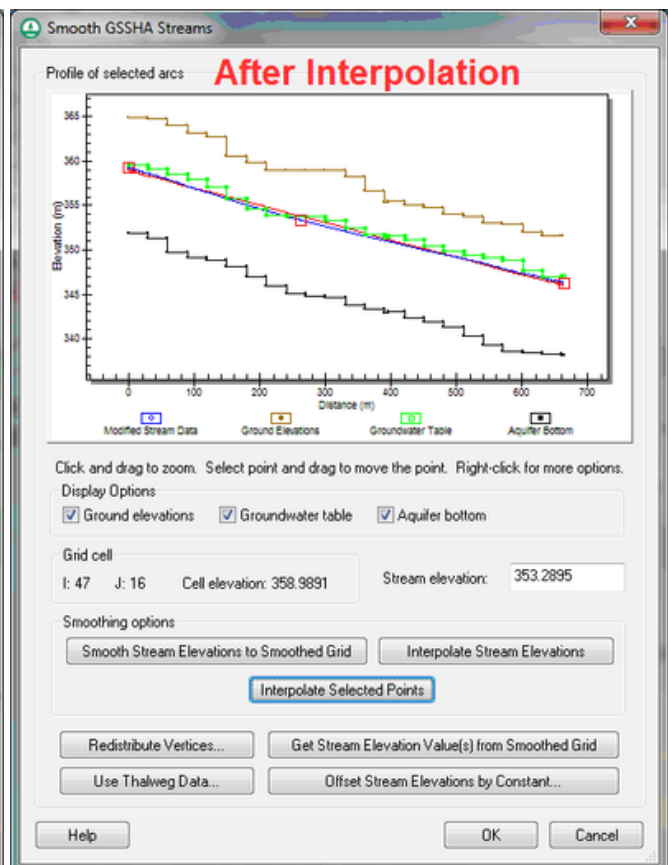 Smooth GSSHA Streams
Profile of selected arcs After Interpolation
365
360
355
350
345
340
Elevation (m)
0 100 200 300 400 500 600 700
Distance (m)
Modified Stream Data Ground Elevations Groundwater Table Aquifer Bottom
Click and drag to zoom. Select point and drag to move the point. Right-click for more options.
Display Options
Ground elevations Groundwater table Aquifer bottom
Grid cell
I: 47 J: 16 Cell elevation: 358.9891 Stream elevation: 353.2895
Smoothing options
Smooth Stream Elevations to Smoothed Grid Interpolate Stream Elevations
Interpolate Selected Points
Redistribute Vertices... Get Stream Elevation Value(s) from Smoothed Grid
Use Thalweg Data... Offset Stream Elevations by Constant...
Help OK Cancel